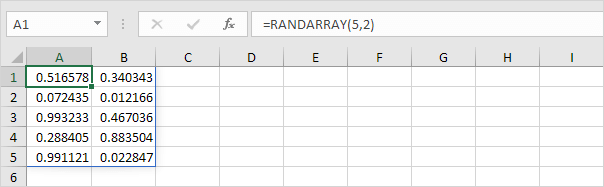 A1 fx =RANDARRAY(5,2)
A B C D E F G H I
1 0.516578 0.340343
2 0.072435 0.012166
3 0.993233 0.467036
4 0.288405 0.883504
5 0.991121 0.022847
6